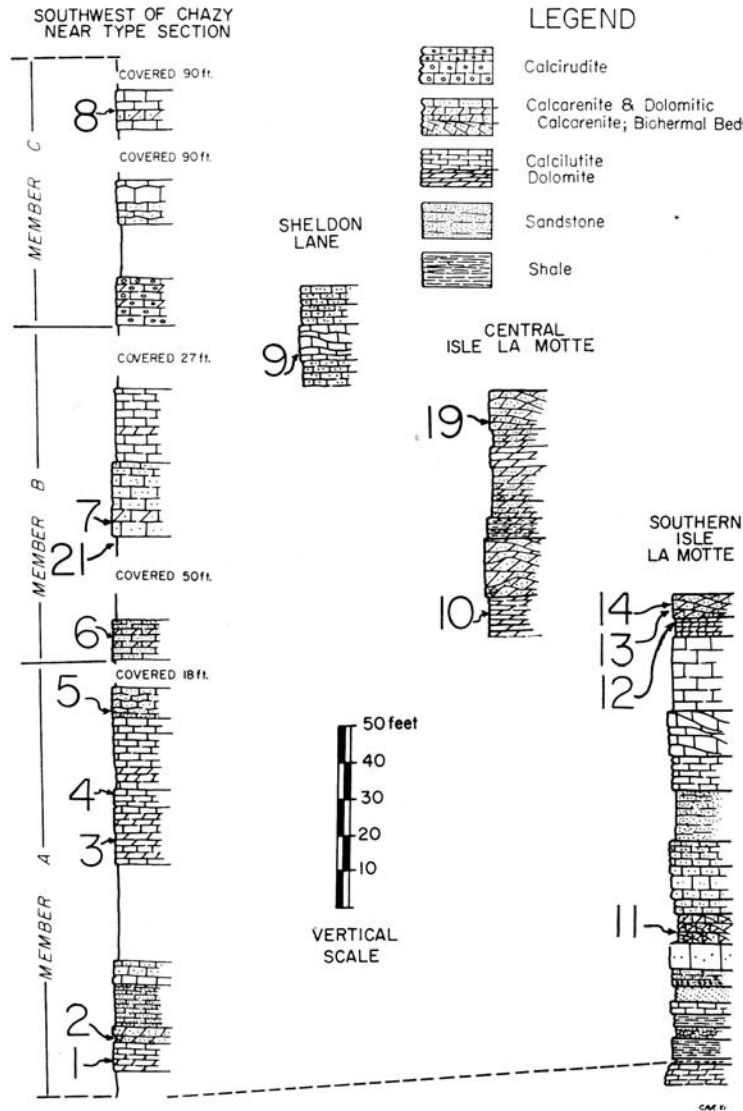 SOUTHWEST OF CHAZY
NEAR TYPE SECTION
COVERED 90 ft.
8
COVERED 90 ft.
MEMBER C
COVERED 27 ft.
7
21
COVERED 50 ft.
6
MEMBER B
COVERED 18 ft.
5
4
3
2
1
MEMBER A
SHELDON
LANE
9
50 feet
40
30
20
10
VERTICAL
SCALE
LEGEND
Calcirudite
Calcarenite & Dolomitic
Calcarenite; Biohermal Bed
Calcilutite
Dolomite
Sandstone
Shale
CENTRAL
ISLE LA MOTTE
19
10
SOUTHERN
ISLE
LA MOTTE
14
13
12
11